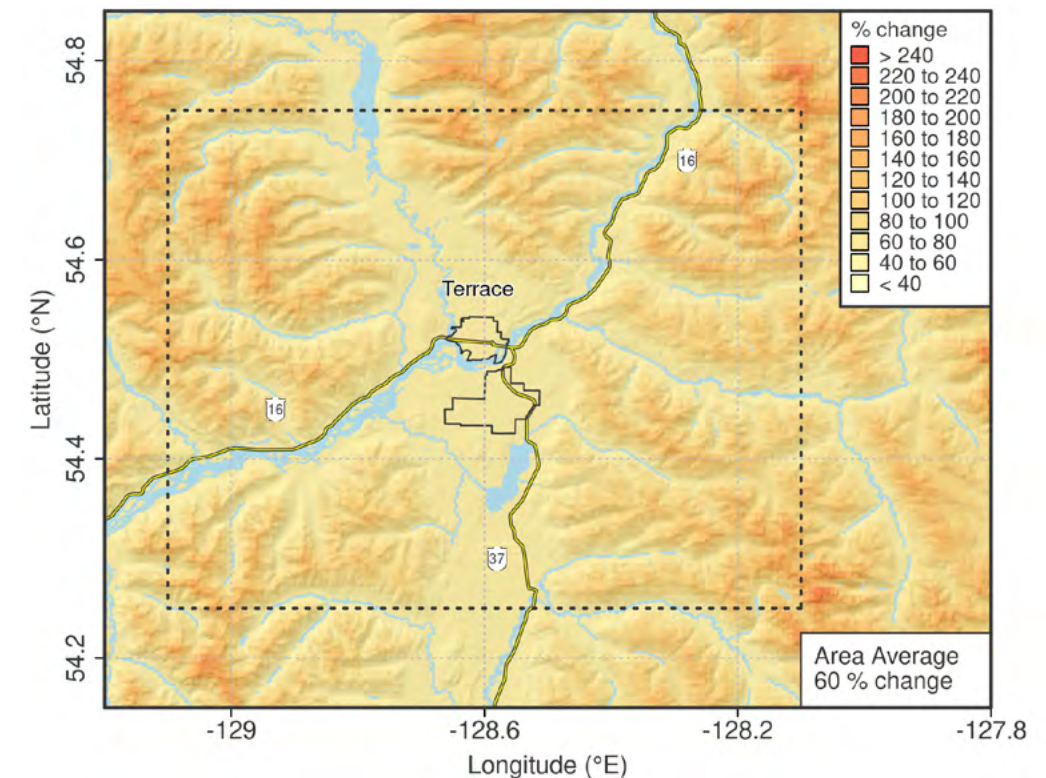 % change
> 240
220 to 240
200 to 220
180 to 200
160 to 180
140 to 160
120 to 140
100 to 120
80 to 100
60 to 80
40 to 60
< 40
54.8
54.6
54.4
54.2
Latitude (°N)
16
Terrace
16
37
Area Average
60 % change
-129
-128.6
-128.2
-127.8
Longitude (°E)